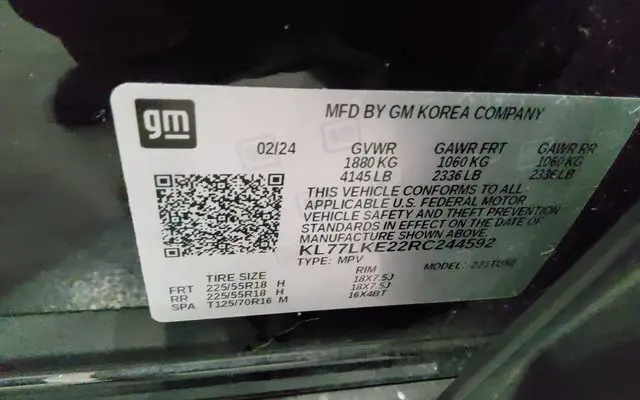 gm
MFD BY GM KOREA COMPANY
02/24 GVWR GAWR FRT GAWR RR
1880 KG 1060 KG 1060 KG
4145 LB 2336 LB 2336 LB
THIS VEHICLE CONFORMS TO ALL
APPLICABLE U.S. FEDERAL MOTOR
VEHICLE SAFETY AND THEFT PREVENTION
STANDARDS IN EFFECT ON THE DATE OF
MANUFACTURE SHOWN ABOVE.
KL77LKE22RC244592
TYPE: MPV MODEL:
TIRE SIZE RIM
FRT 225/55R18 H 18X7.5J
RR 225/55R18 H 18X7.5J
SPA T125/70R16 M 16X4BT